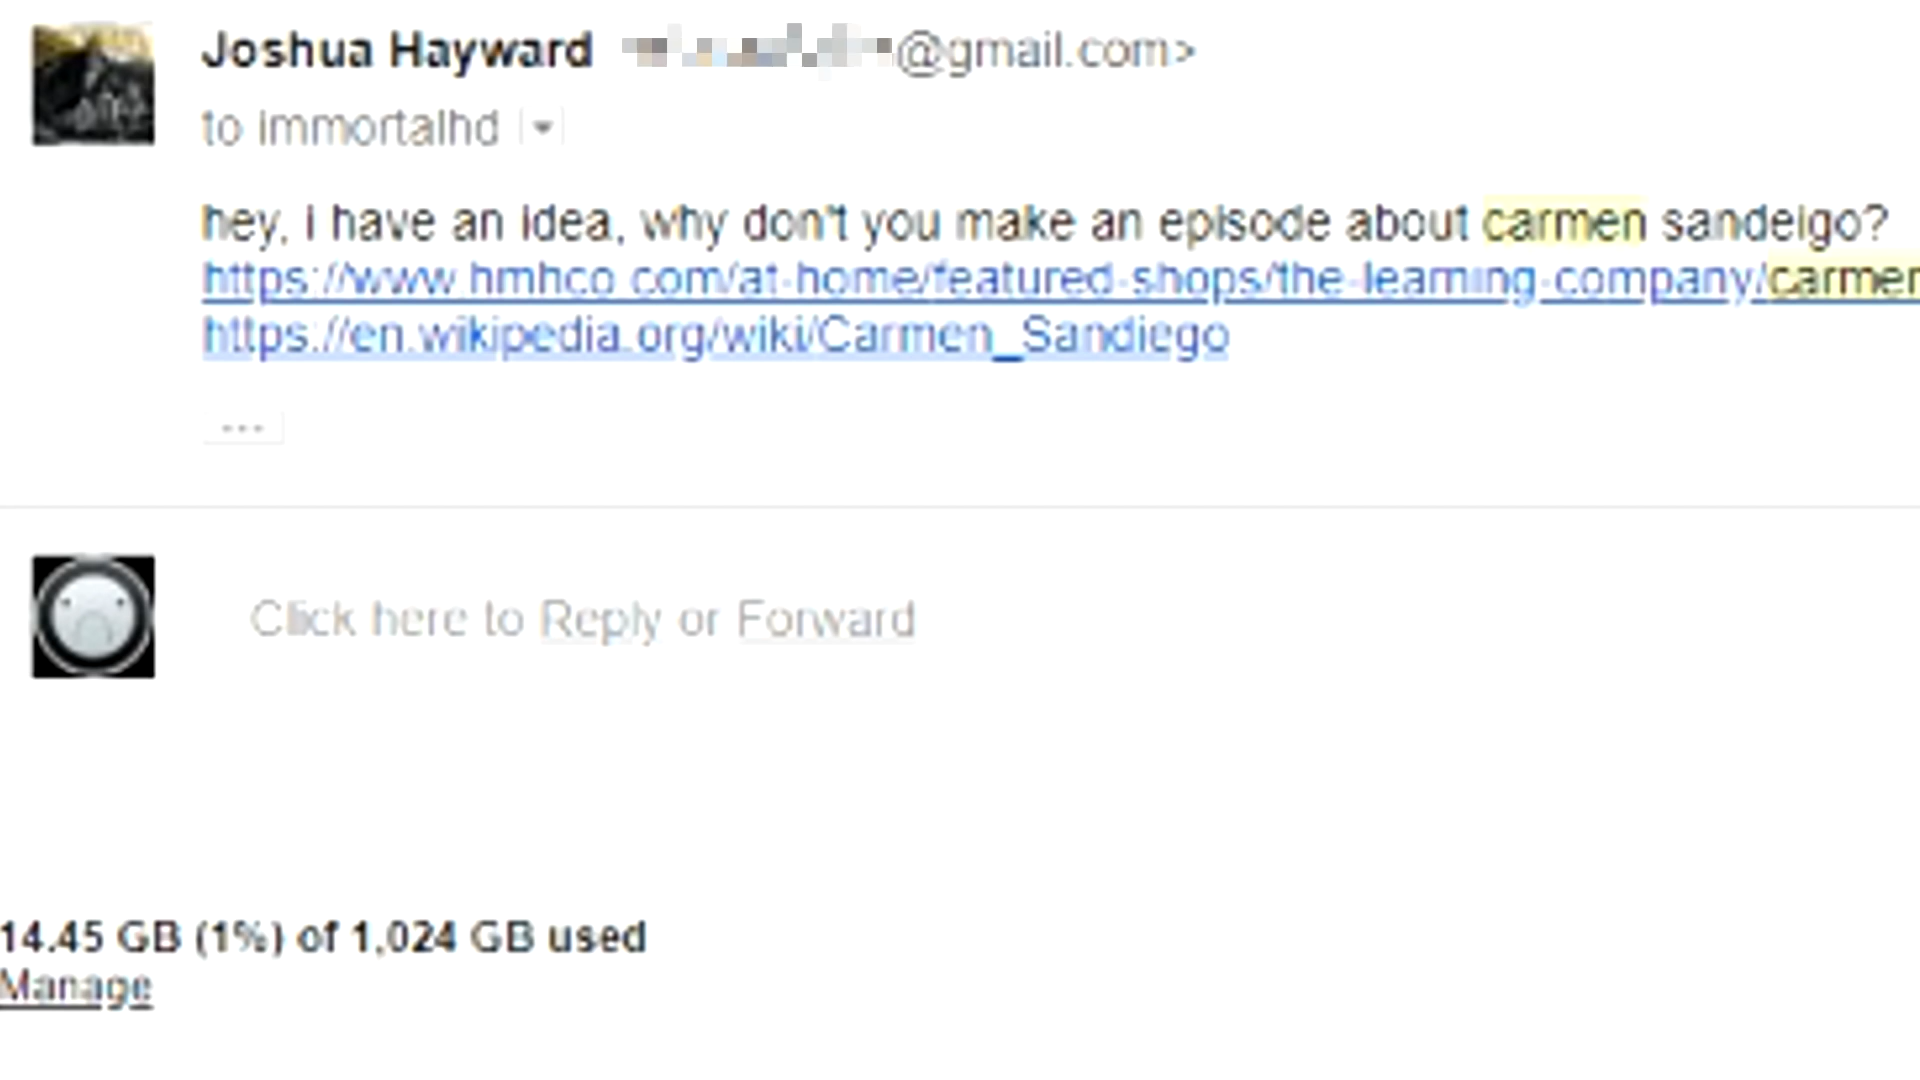 Joshua Hayward @gmail.com>
to immortalhd
hey, i have an idea, why don't you make an episode about carmen sandeigo?
https://www.hmhco.com/at-home/featured-shops/the-learning-company/carmen
https://en.wikipedia.org/wiki/Carmen_Sandiego
...
Click here to Reply or Forward
14.45 GB (1%) of 1,024 GB used
Manage